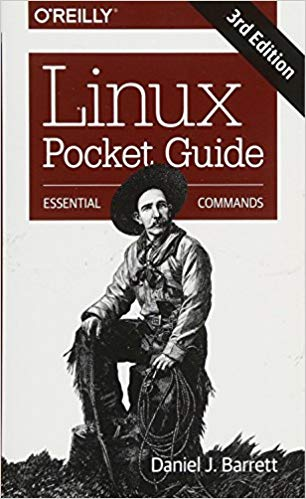 O'REILLY®
3rd Edition
Linux
Pocket Guide
ESSENTIAL COMMANDS
Daniel J. Barrett